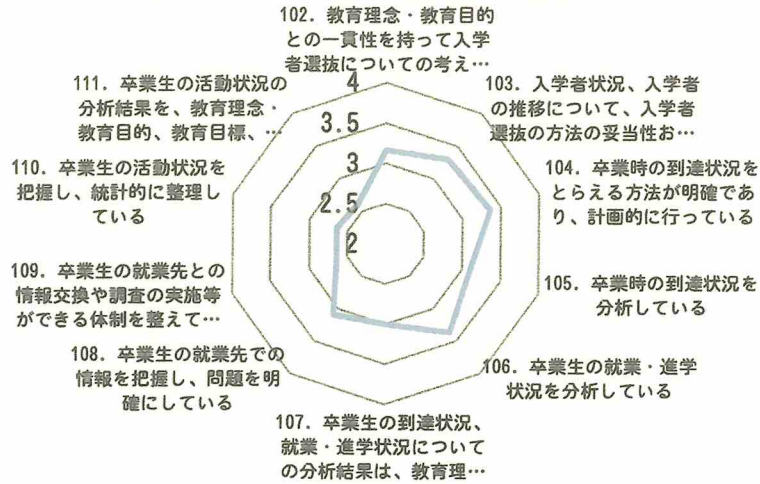 102. 教育理念・教育目的
との一貫性を持って入学
者選抜についての考え…
103. 入学者状況、入学者
の推移について、入学者
選抜の方法の妥当性お…
104. 卒業時の到達状況を
とらえる方法が明確であ
り、計画的に行っている
105. 卒業時の到達状況を
分析している
106. 卒業生の就業・進学
状況を分析している
107. 卒業生の到達状況、
就業・進学状況について
の分析結果は、教育理…
108. 卒業生の就業先での
情報を把握し、問題を明
確にしている
109. 卒業生の就業先との
情報交換や調査の実施等
ができる体制を整えて…
110. 卒業生の活動状況を
把握し、統計的に整理し
ている
111. 卒業生の活動状況の
分析結果を、教育理念・
教育目的、教育目標、…
4
3.5
3
2.5
2